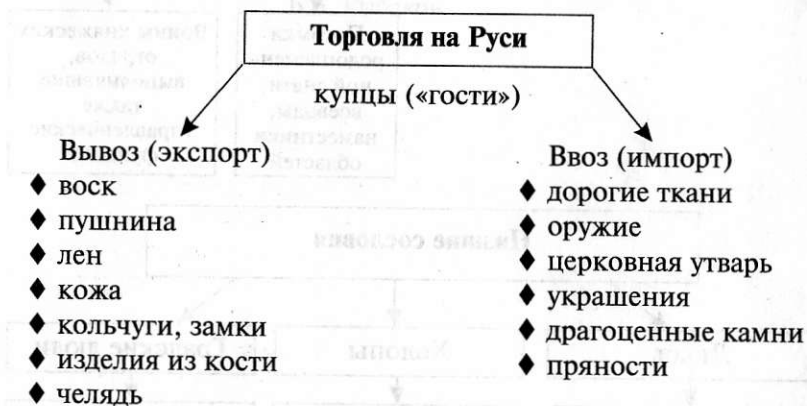 Торговля на Руси
купцы («гости»)
Вывоз (экспорт)
♦ воск
♦ пушнина
♦ лен
♦ кожа
♦ кольчуги, замки
♦ изделия из кости
♦ челядь
Ввоз (импорт)
♦ дорогие ткани
♦ оружие
♦ церковная утварь
♦ украшения
♦ драгоценные камни
♦ пряности